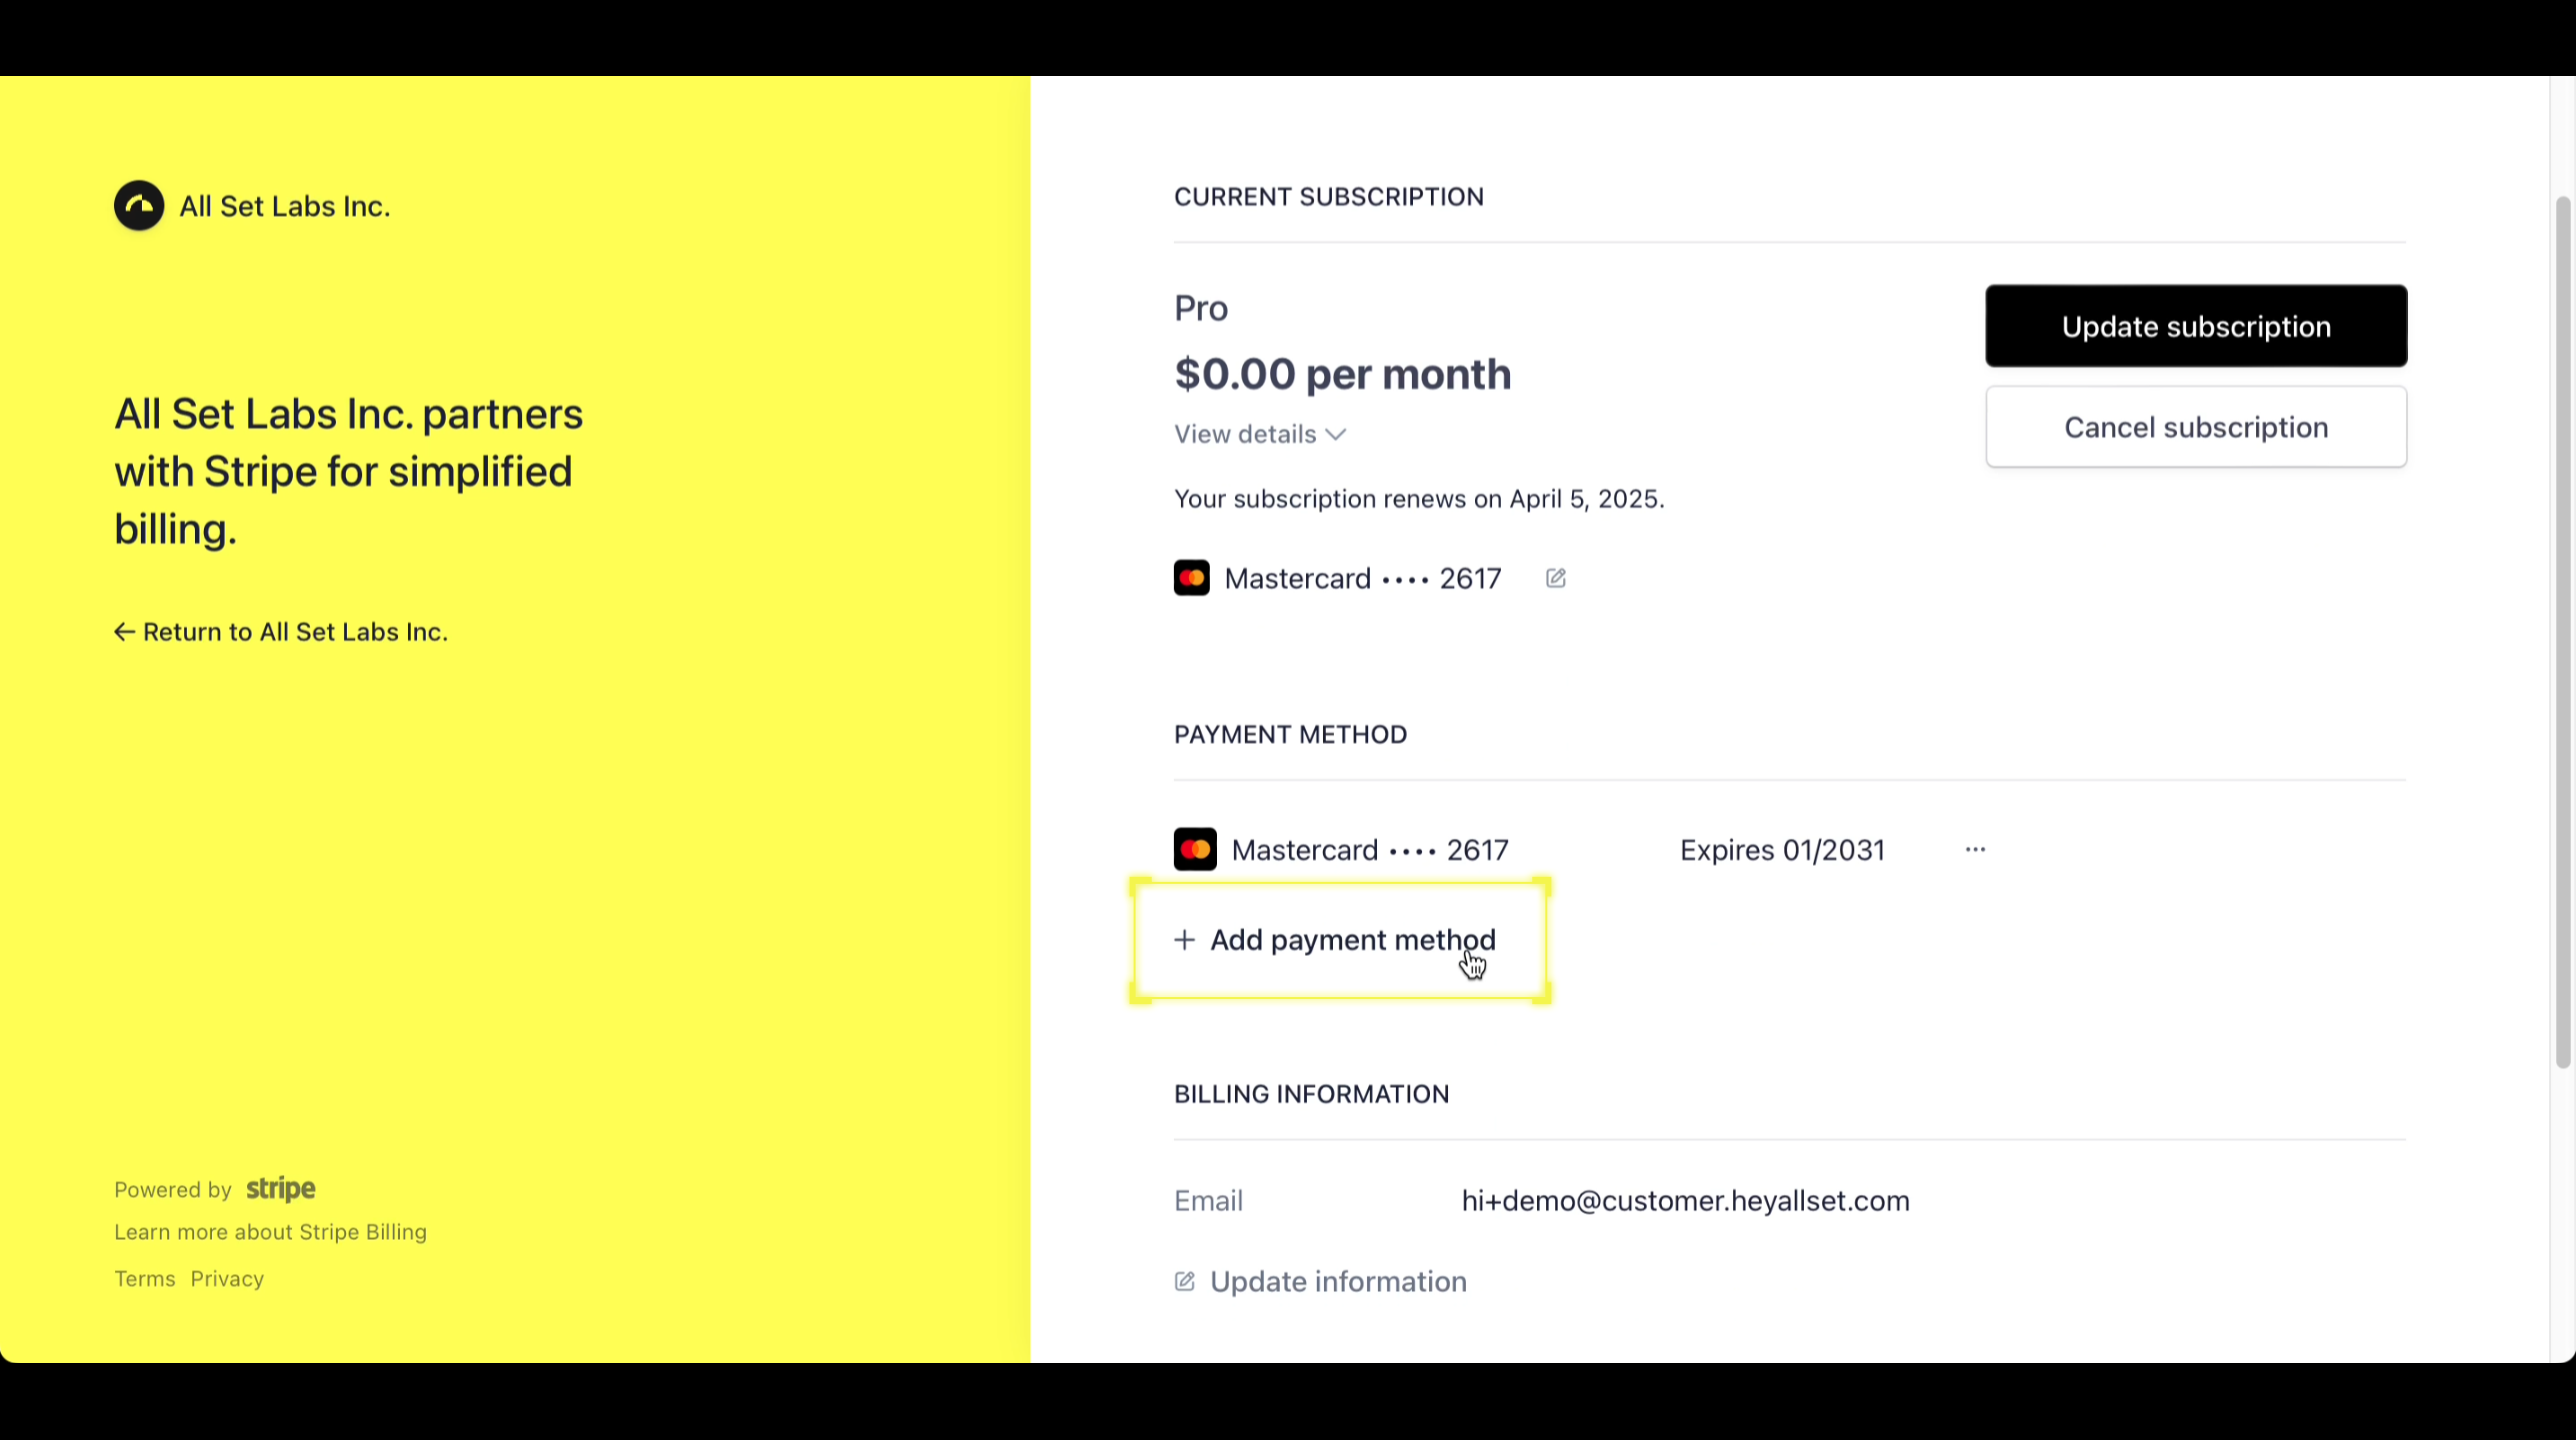 All Set Labs Inc.
All Set Labs Inc. partners
with Stripe for simplified
billing.
← Return to All Set Labs Inc.
Powered by stripe
Learn more about Stripe Billing
Terms Privacy
CURRENT SUBSCRIPTION
Pro
$0.00 per month
View details
Your subscription renews on April 5, 2025.
Mastercard •••• 2617
Update subscription
Cancel subscription
PAYMENT METHOD
Mastercard •••• 2617 Expires 01/2031 ···
+ Add payment method
BILLING INFORMATION
Email hi+demo@customer.heyallset.com
Update information